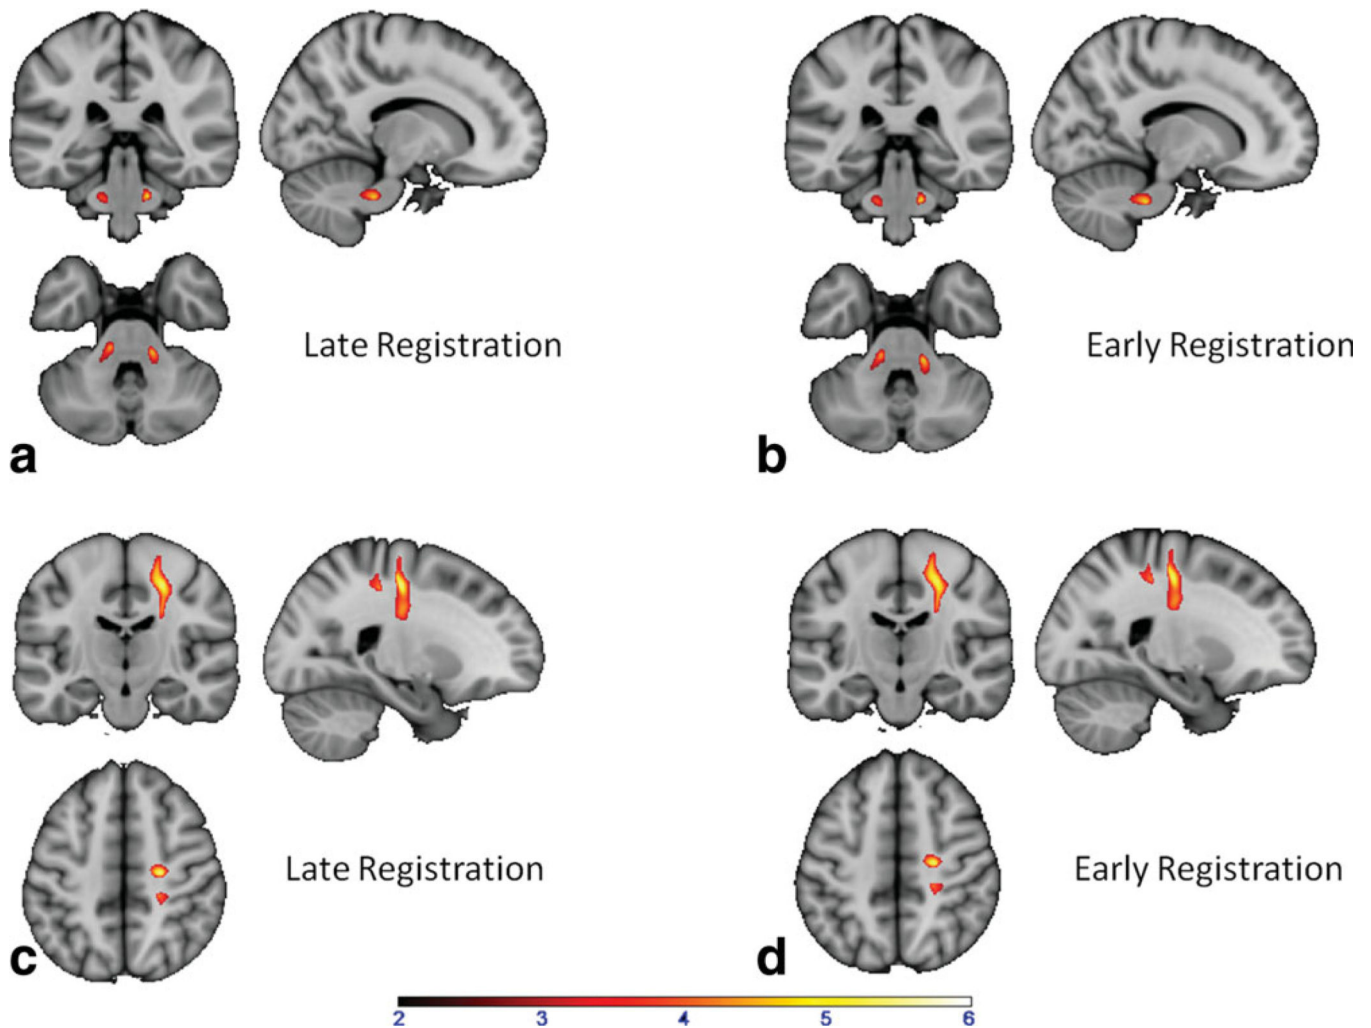 Late Registration
Early Registration
a
b
Late Registration
Early Registration
c
d
2 3 4 5 6